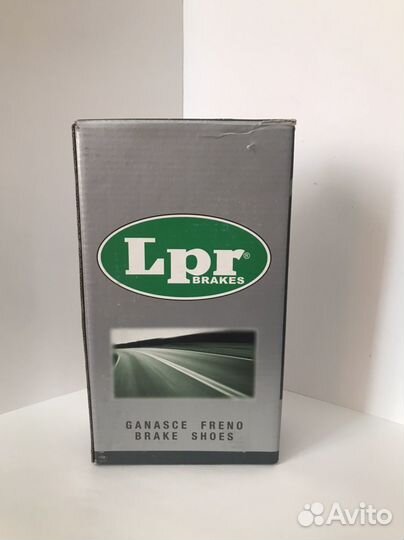 Lpr®
BRAKES
GANASCE FRENO
BRAKE SHOES
Avito